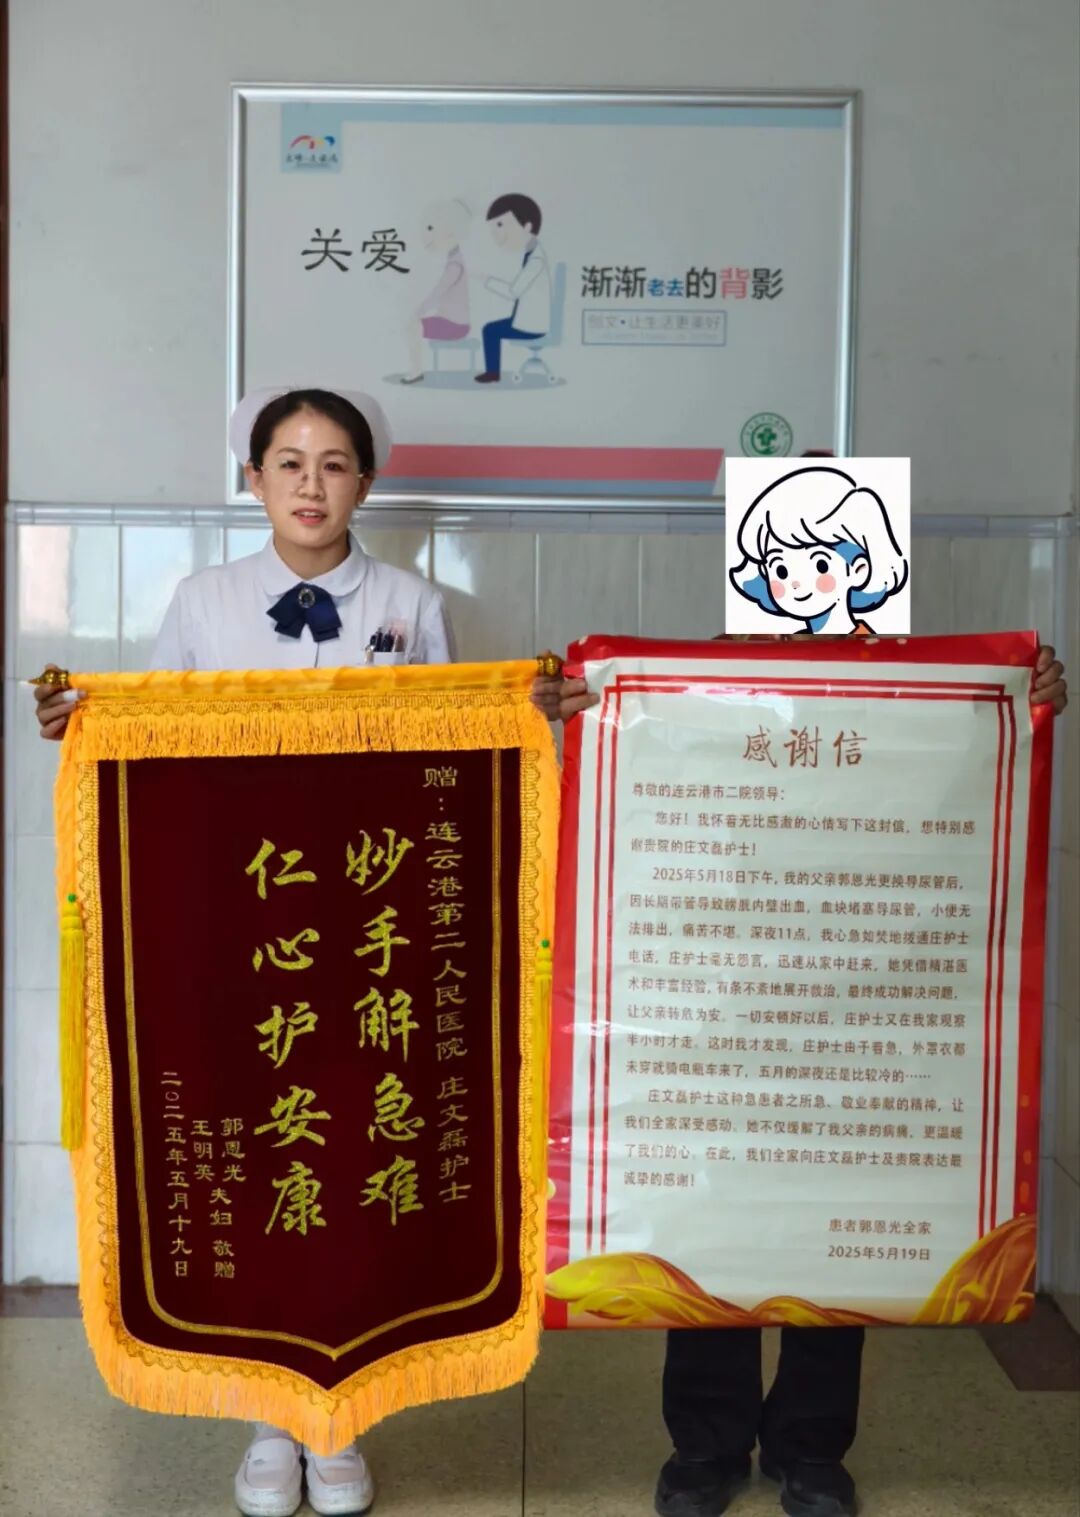 关爱
渐渐老去的背影
创文•让生活更美好
赠：连云港第二人民医院 庄文磊护士
妙手解急难
仁心护安康
郭恩光
王明英 夫妇 敬赠
二〇二五年五月十九日
感谢信
尊敬的连云港市二院领导：
您好！我怀着无比感激的心情写下这封信，想特别感
谢贵院的庄文磊护士！
2025年5月18日下午，我的父亲郭恩光更换导尿管后，
因长期带管导致膀胱内壁出血，血块堵塞导尿管，小便无
法排出，痛苦不堪。深夜11点，我心急如焚地拨通庄护士
电话，庄护士毫无怨言，迅速从家中赶来，她凭借精湛医
术和丰富经验，有条不紊地展开救治，最终成功解决问题，
让父亲转危为安。一切安顿好以后，庄护士又在我家观察
半小时才走。这时我才发现，庄护士由于着急，外罩衣都
未穿就骑电瓶车来了，五月的深夜还是比较冷的……
庄文磊护士这种急患者之所急、敬业奉献的精神，让
我们全家深受感动。她不仅缓解了我父亲的病痛，更温暖
了我们的心。在此，我们全家向庄文磊护士及贵院表达最
诚挚的感谢！
患者郭恩光全家
2025年5月19日